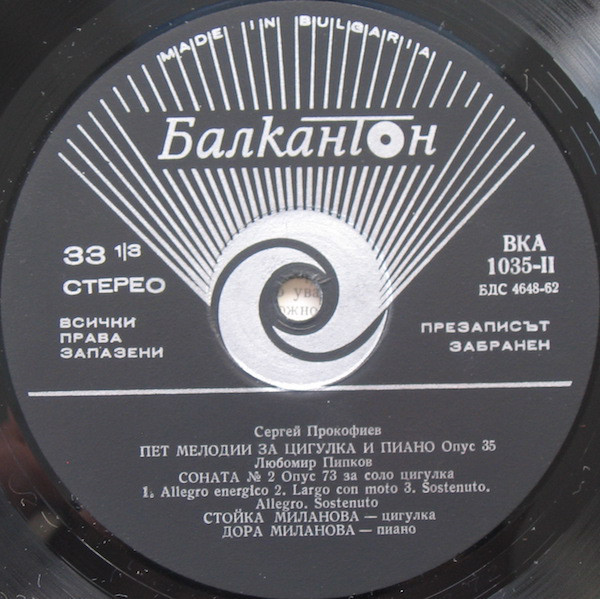 MADE IN BULGARIA
Балкантон
33 1/3
СТЕРЕО
ВСИЧКИ
ПРАВА
ЗАПАЗЕНИ
ВКА
1035-II
БДС 4648-62
ПРЕЗАПИСЪТ
ЗАБРАНЕН
Сергей Прокофиев
ПЕТ МЕЛОДИИ ЗА ЦИГУЛКА И ПИАНО Опус 35
Любомир Пипков
СОНАТА № 2 Опус 73 за соло цигулка
1. Allegro energico 2. Largo con moto 3. Sostenuto.
Allegro. Sostenuto
СТОЙКА МИЛАНОВА — цигулка
ДОРА МИЛАНОВА — пиано